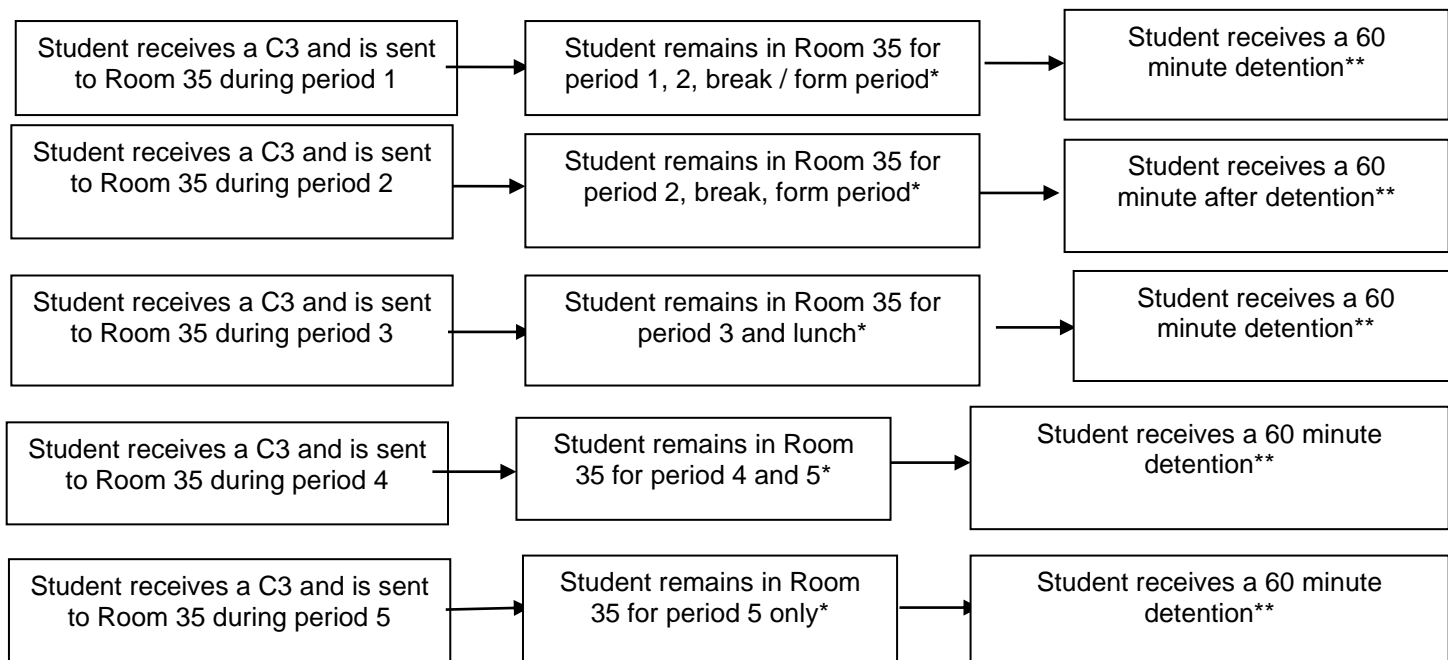 Student receives a C3 and is sent
to Room 35 during period 1
Student remains in Room 35 for
period 1, 2, break / form period*
Student receives a 60
minute detention**
Student receives a C3 and is sent
to Room 35 during period 2
Student remains in Room 35 for
period 2, break, form period*
Student receives a 60
minute after detention**
Student receives a C3 and is sent
to Room 35 during period 3
Student remains in Room 35 for
period 3 and lunch*
Student receives a 60
minute detention**
Student receives a C3 and is sent
to Room 35 during period 4
Student remains in Room
35 for period 4 and 5*
Student receives a 60 minute
detention**
Student receives a C3 and is sent
to Room 35 during period 5
Student remains in Room
35 for period 5 only*
Student receives a 60 minute
detention**